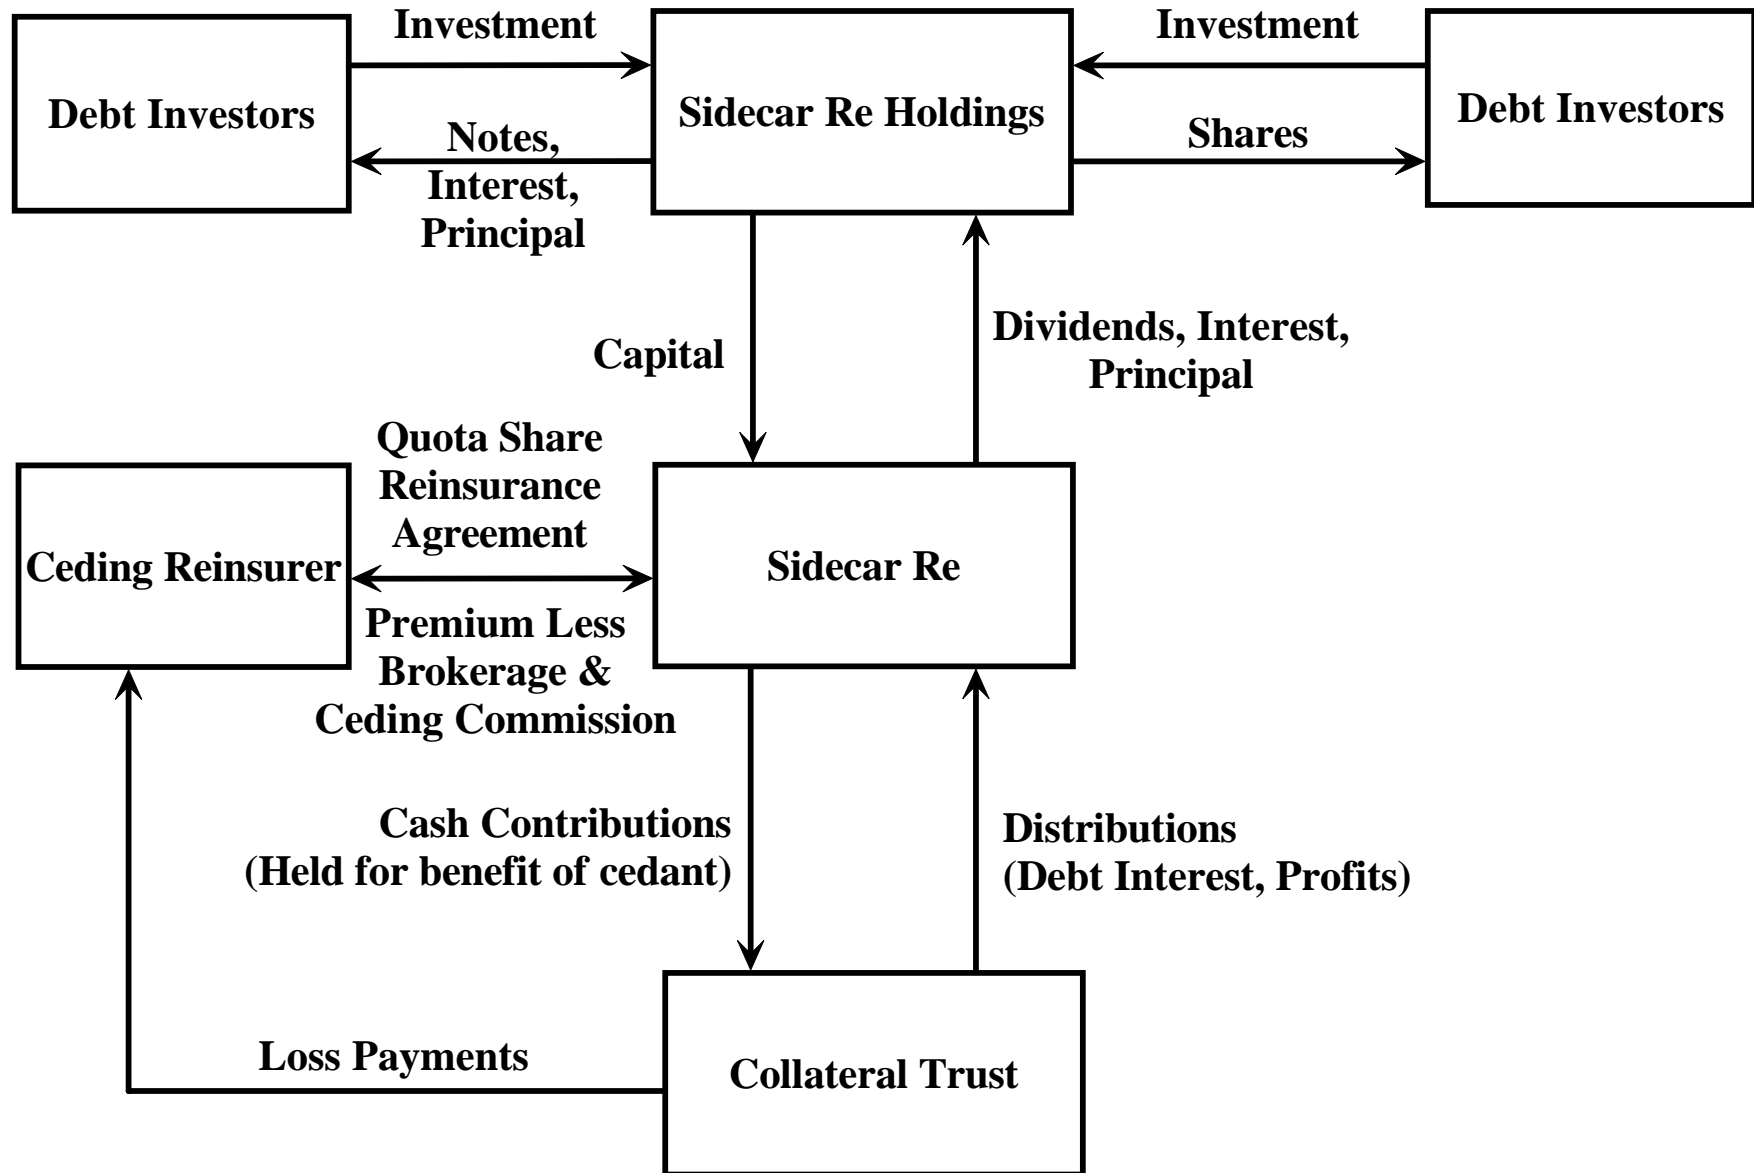 Investment
Investment
Debt Investors
Sidecar Re Holdings
Debt Investors
Notes,
Interest,
Principal
Shares
Capital
Dividends, Interest,
Principal
Quota Share
Reinsurance
Agreement
Ceding Reinsurer
Sidecar Re
Premium Less
Brokerage &
Ceding Commission
Cash Contributions
(Held for benefit of cedant)
Distributions
(Debt Interest, Profits)
Loss Payments
Collateral Trust